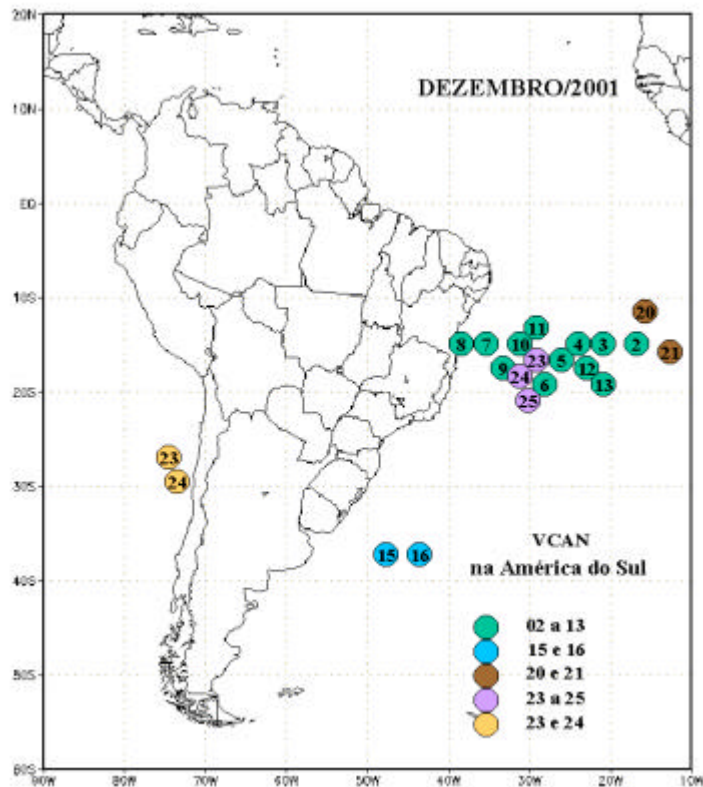 20N
DEZEMBRO/2001
10N
EQ
10S
20
11
8
7
10
4
3
2
23
5
21
9
24
12
6
13
20S
25
23
24
30S
VCAN
na América do Sul
15
16
40S
02 a 13
15 e 16
20 e 21
50S
23 a 25
23 e 24
60S
90W
80W
70W
60W
50W
40W
30W
20W
10W